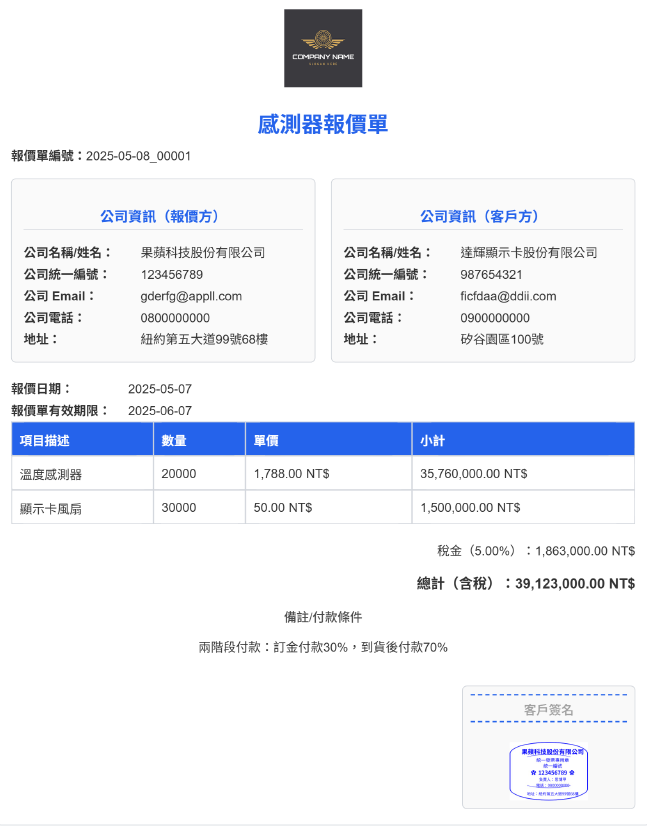 COMPANY NAME
感測器報價單
報價單編號：2025-05-08_00001
公司資訊（報價方）
公司名稱/姓名： 果蘋科技股份有限公司
公司統一編號： 123456789
公司 Email： gderfg@appll.com
公司電話： 0800000000
地址： 紐約第五大道99號68樓
公司資訊（客戶方）
公司名稱/姓名： 達輝顯示卡股份有限公司
公司統一編號： 987654321
公司 Email： ficfdaa@ddii.com
公司電話： 0900000000
地址： 矽谷園區100號
報價日期： 2025-05-07
報價單有效期限： 2025-06-07
項目描述 數量 單價 小計
溫度感測器 20000 1,788.00 NT$ 35,760,000.00 NT$
顯示卡風扇 30000 50.00 NT$ 1,500,000.00 NT$
稅金（5.00%）：1,863,000.00 NT$
總計（含稅）：39,123,000.00 NT$
備註/付款條件
兩階段付款：訂金付款30%，到貨後付款70%
客戶簽名
果蘋科技股份有限公司
統一發票專用章
統一編號
✿ 123456789 ✿